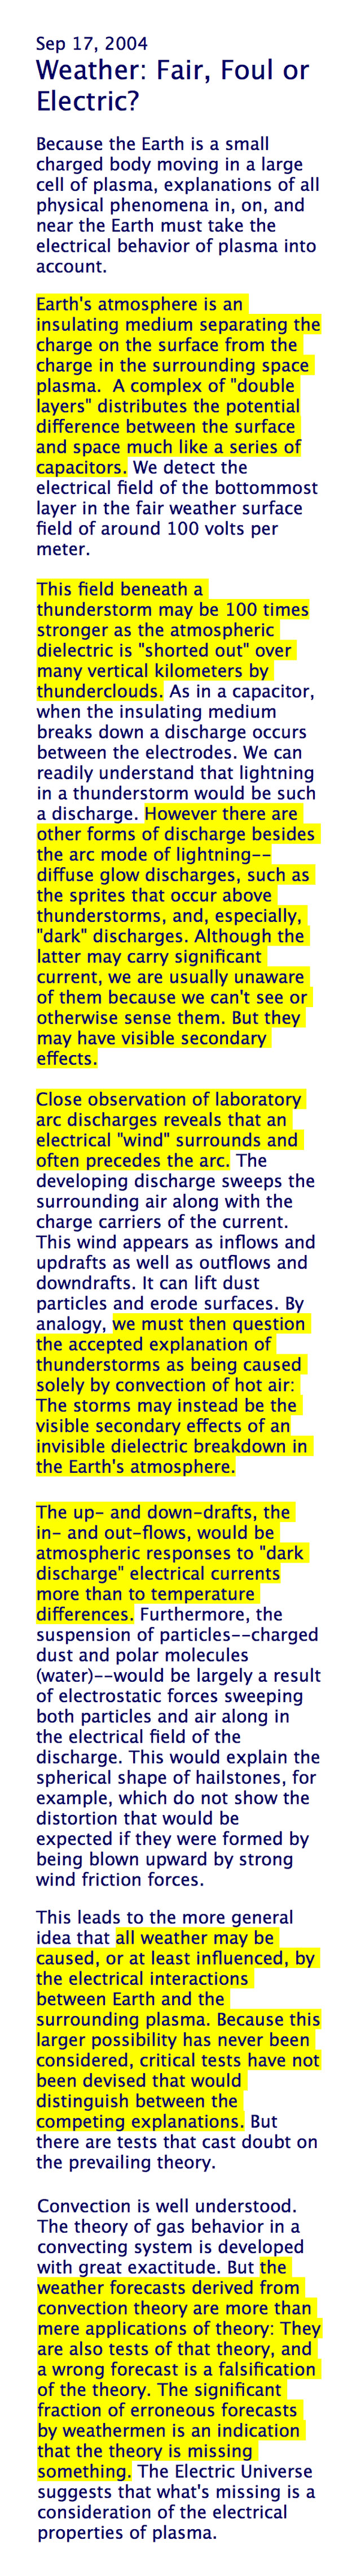 Sep 17, 2004
Weather: Fair, Foul or
Electric?
Because the Earth is a small
charged body moving in a large
cell of plasma, explanations of all
physical phenomena in, on, and
near the Earth must take the
electrical behavior of plasma into
account.
Earth's atmosphere is an
insulating medium separating the
charge on the surface from the
charge in the surrounding space
plasma.  A complex of "double
layers" distributes the potential
difference between the surface
and space much like a series of
capacitors. We detect the
electrical field of the bottommost
layer in the fair weather surface
field of around 100 volts per
meter.
This field beneath a
thunderstorm may be 100 times
stronger as the atmospheric
dielectric is "shorted out" over
many vertical kilometers by
thunderclouds. As in a capacitor,
when the insulating medium
breaks down a discharge occurs
between the electrodes. We can
readily understand that lightning
in a thunderstorm would be such
a discharge. However there are
other forms of discharge besides
the arc mode of lightning--
diffuse glow discharges, such as
the sprites that occur above
thunderstorms, and, especially,
"dark" discharges. Although the
latter may carry significant
current, we are usually unaware
of them because we can't see or
otherwise sense them. But they
may have visible secondary
effects.
Close observation of laboratory
arc discharges reveals that an
electrical "wind" surrounds and
often precedes the arc. The
developing discharge sweeps the
surrounding air along with the
charge carriers of the current.
This wind appears as inflows and
updrafts as well as outflows and
downdrafts. It can lift dust
particles and erode surfaces. By
analogy, we must then question
the accepted explanation of
thunderstorms as being caused
solely by convection of hot air:
The storms may instead be the
visible secondary effects of an
invisible dielectric breakdown in
the Earth's atmosphere.
The up- and down-drafts, the
in- and out-flows, would be
atmospheric responses to "dark
discharge" electrical currents
more than to temperature
differences. Furthermore, the
suspension of particles--charged
dust and polar molecules
(water)--would be largely a result
of electrostatic forces sweeping
both particles and air along in
the electrical field of the
discharge. This would explain the
spherical shape of hailstones, for
example, which do not show the
distortion that would be
expected if they were formed by
being blown upward by strong
wind friction forces.
This leads to the more general
idea that all weather may be
caused, or at least influenced, by
the electrical interactions
between Earth and the
surrounding plasma. Because this
larger possibility has never been
considered, critical tests have not
been devised that would
distinguish between the
competing explanations. But
there are tests that cast doubt on
the prevailing theory.
Convection is well understood.
The theory of gas behavior in a
convecting system is developed
with great exactitude. But the
weather forecasts derived from
convection theory are more than
mere applications of theory: They
are also tests of that theory, and
a wrong forecast is a falsification
of the theory. The significant
fraction of erroneous forecasts
by weathermen is an indication
that the theory is missing
something. The Electric Universe
suggests that what's missing is a
consideration of the electrical
properties of plasma.